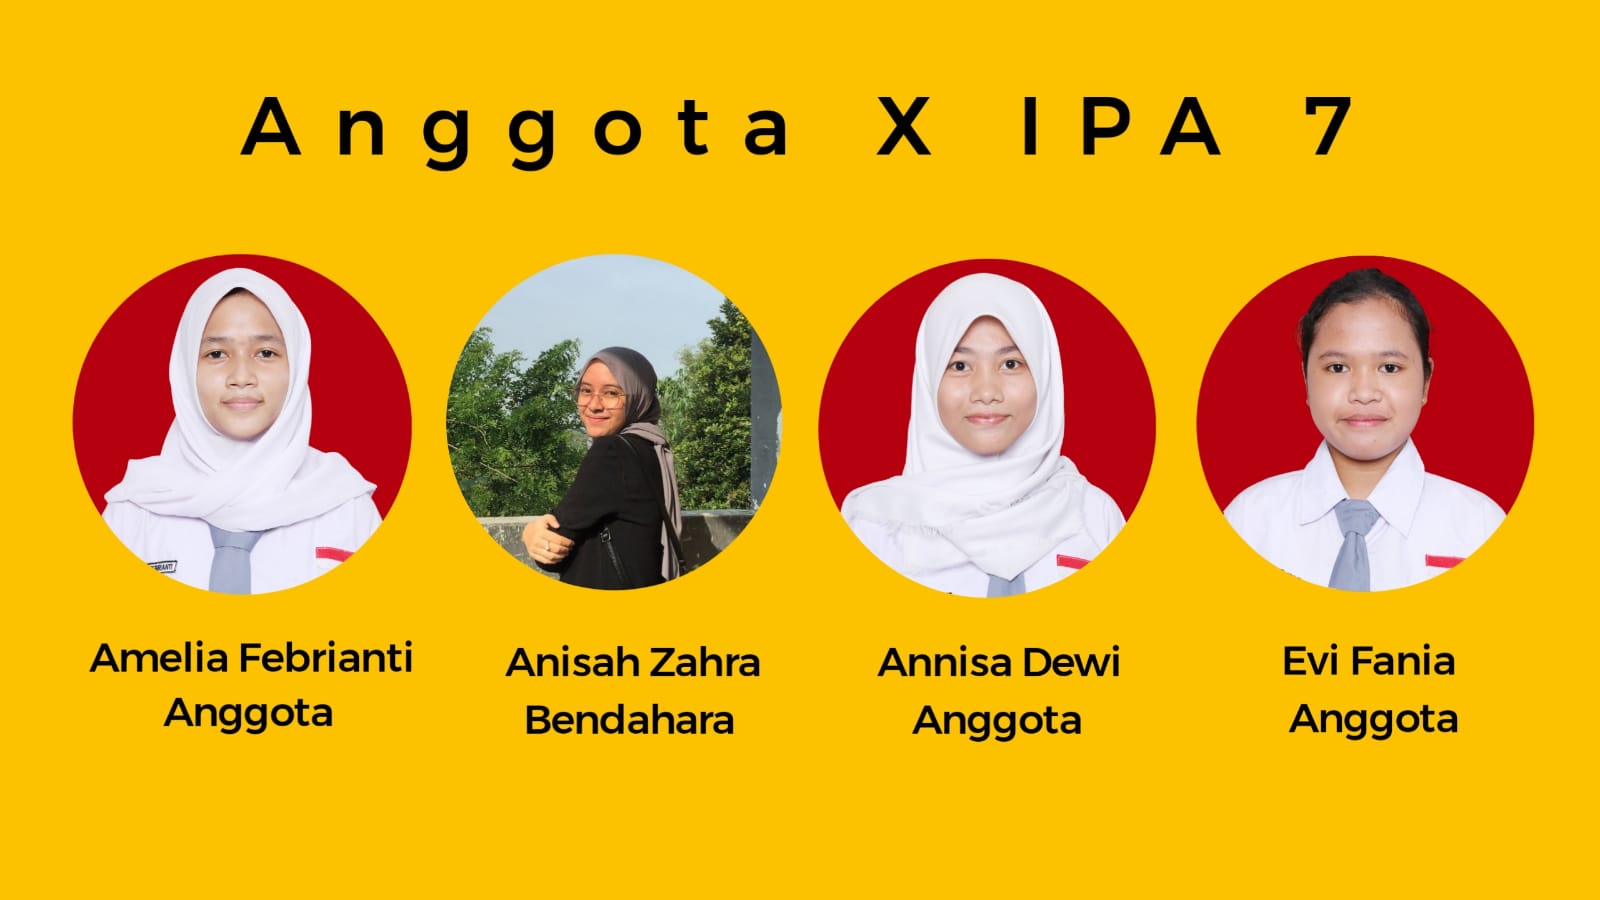 Anggota X IPA 7
Amelia Febrianti
Anggota
Anisah Zahra
Bendahara
Annisa Dewi
Anggota
Evi Fania
Anggota